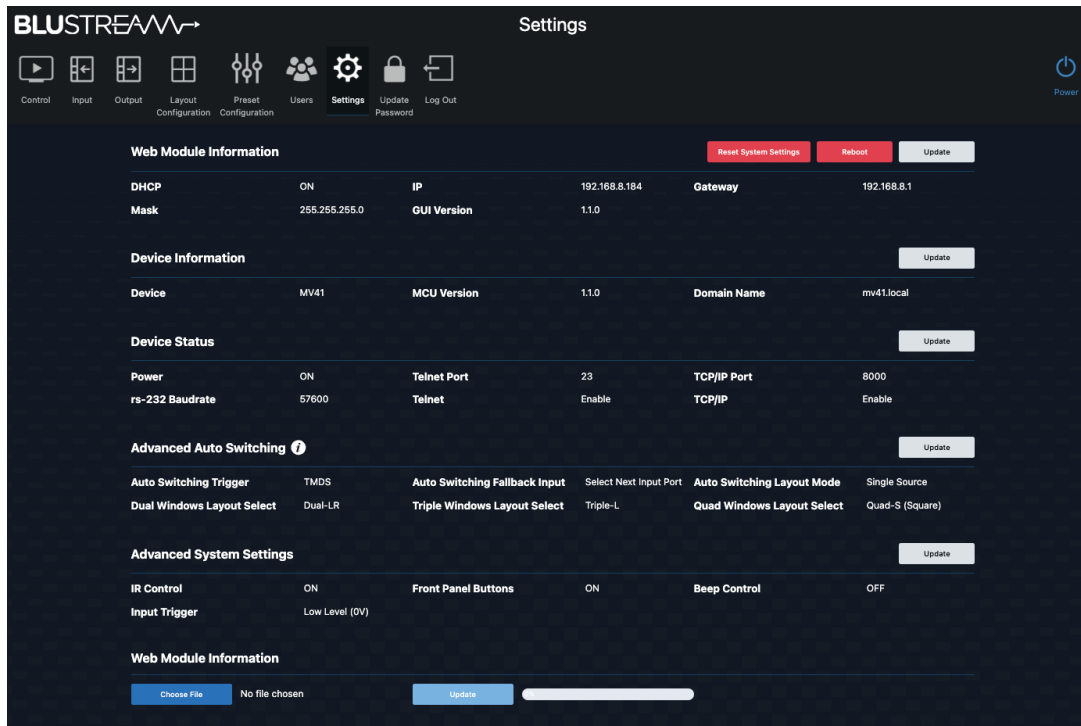 BLUSTREAM
Settings
Control Input Output Layout Configuration Preset Configuration Users Settings Update Password Log Out Power
Web Module Information Reset System Settings Reboot Update
DHCP ON IP 192.168.8.184 Gateway 192.168.8.1
Mask 255.255.255.0 GUI Version 1.1.0
Device Information Update
Device MV41 MCU Version 1.1.0 Domain Name mv41.local
Device Status Update
Power ON Telnet Port 23 TCP/IP Port 8000
rs-232 Baudrate 57600 Telnet Enable TCP/IP Enable
Advanced Auto Switching i Update
Auto Switching Trigger TMDS Auto Switching Fallback Input Select Next Input Port Auto Switching Layout Mode Single Source
Dual Windows Layout Select Dual-LR Triple Windows Layout Select Triple-L Quad Windows Layout Select Quad-S (Square)
Advanced System Settings Update
IR Control ON Front Panel Buttons ON Beep Control OFF
Input Trigger Low Level (0V)
Web Module Information
Choose File No file chosen Update